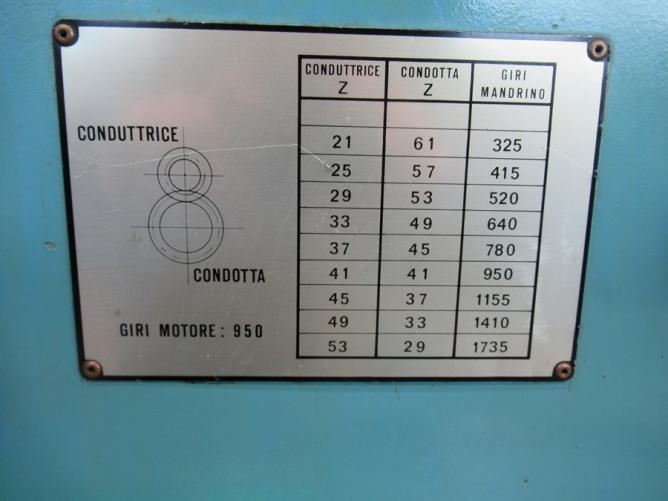 CONDUTTRICE
CONDOTTA
GIRI MOTORE: 950
CONDUTTRICE Z CONDOTTA Z GIRI MANDRINO
21 61 325
25 57 415
29 53 520
33 49 640
37 45 780
41 41 950
45 37 1155
49 33 1410
53 29 1735